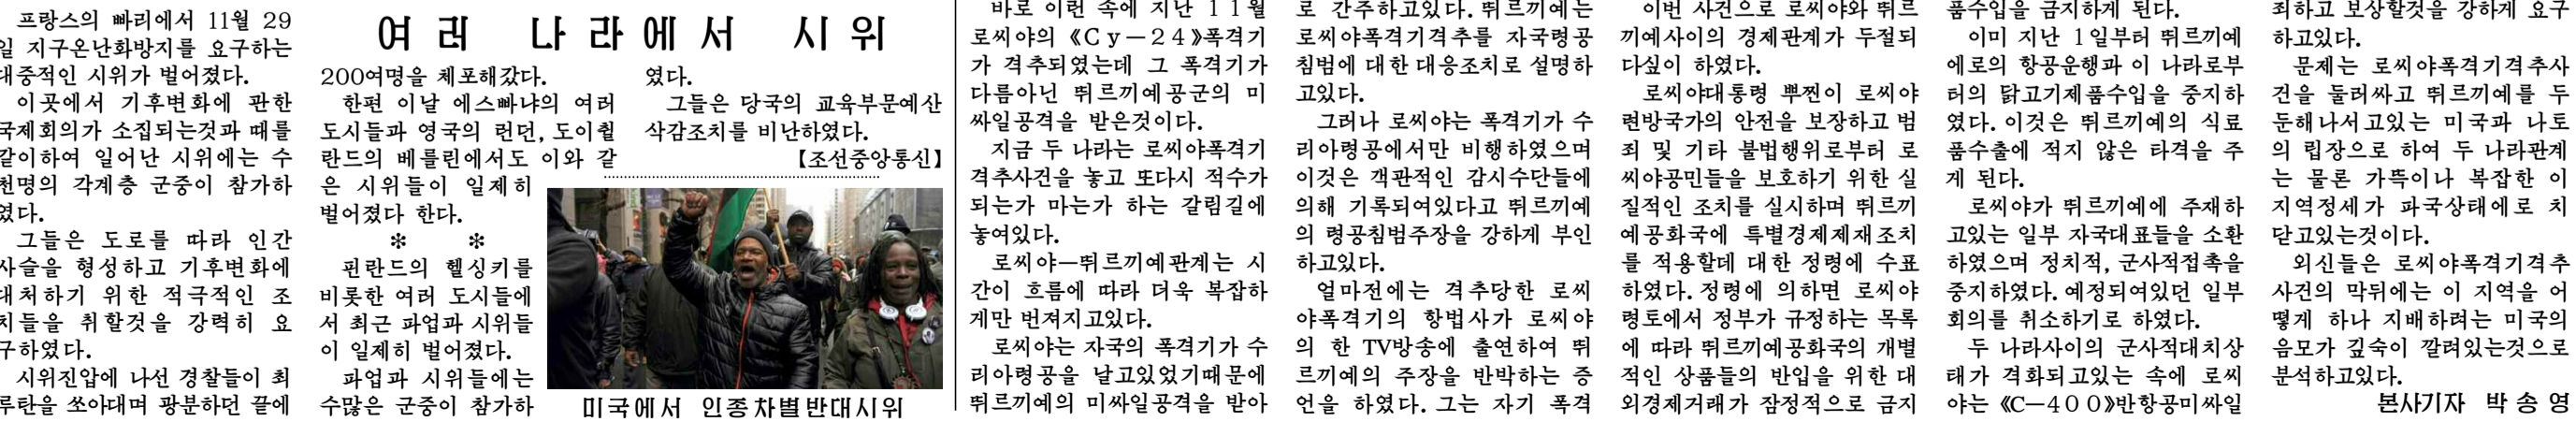 여러 나라에서 시위
프랑스의 빠리에서 11월 29
일 지구온난화방지를 요구하는
대중적인 시위가 벌어졌다.
이곳에서 기후변화에 관한
국제회의가 소집되는것과 때를
같이하여 일어난 시위에는 수
천명의 각계층 군중이 참가하
였다.
그들은 도로를 따라 인간
사슬을 형성하고 기후변화에
대처하기 위한 적극적인 조
치들을 취할것을 강력히 요
구하였다.
시위진압에 나선 경찰들이 최
루탄을 쏘아대며 광분하던 끝에
200여명을 체포해갔다.
한편 이날 에스빠냐의 여러
도시들과 영국의 런던, 도이췰
란드의 베를린에서도 이와 같
은 시위들이 일제히
벌어졌다 한다.
* *
핀란드의 헬싱키를
비롯한 여러 도시들에
서 최근 파업과 시위들
이 일제히 벌어졌다.
파업과 시위들에는
수많은 군중이 참가하
였다.
그들은 당국의 교육부문예산
삭감조치를 비난하였다.
【조선중앙통신】
미국에서 인종차별반대시위
바로 이런 속에 지난 11월
로씨야의 《Су-24》폭격기
가 격추되였는데 그 폭격기가
다름아닌 뛰르끼예공군의 미
싸일공격을 받은것이다.
지금 두 나라는 로씨야폭격기
격추사건을 놓고 또다시 적수가
되는가 마는가 하는 갈림길에
놓여있다.
로씨야-뛰르끼예관계는 시
간이 흐름에 따라 더욱 복잡하
게만 번져지고있다.
로씨야는 자국의 폭격기가 수
리아령공을 날고있었기때문에
뛰르끼예의 미싸일공격을 받아
로 간주하고있다. 뛰르끼예는
로씨야폭격기격추를 자국령공
침범에 대한 대응조치로 설명하
고있다.
그러나 로씨야는 폭격기가 수
리아령공에서만 비행하였으며
이것은 객관적인 감시수단들에
의해 기록되여있다고 뛰르끼예
의 령공침범주장을 강하게 부인
하고있다.
얼마전에는 격추당한 로씨
야폭격기의 항법사가 로씨야
의 한 TV방송에 출연하여 뛰
르끼예의 주장을 반박하는 증
언을 하였다. 그는 자기 폭격
이번 사건으로 로씨야와 뛰르
끼예사이의 경제관계가 두절되
다싶이 하였다.
로씨야대통령 뿌찐이 로씨야
련방국가의 안전을 보장하고 범
죄 및 기타 불법행위로부터 로
씨야공민들을 보호하기 위한 실
질적인 조치를 실시하며 뛰르끼
예공화국에 특별경제제재조치
를 적용할데 대한 정령에 수표
하였다. 정령에 의하면 로씨야
령토에서 정부가 규정하는 목록
에 따라 뛰르끼예공화국의 개별
적인 상품들의 반입을 위한 대
외경제거래가 잠정적으로 금지
품수입을 금지하게 된다.
이미 지난 1일부터 뛰르끼예
에로의 항공운행과 이 나라로부
터의 닭고기제품수입을 중지하
였다. 이것은 뛰르끼예의 식료
품수출에 적지 않은 타격을 주
게 된다.
로씨야가 뛰르끼예에 주재하
고있는 일부 자국대표들을 소환
하였으며 정치적, 군사적접촉을
중지하였다. 예정되여있던 일부
회의를 취소하기로 하였다.
두 나라사이의 군사적대치상
태가 격화되고있는 속에 로씨
야는 《С-400》반항공미싸일
죄하고 보상할것을 강하게 요구
하고있다.
문제는 로씨야폭격기격추사
건을 둘러싸고 뛰르끼예를 두
둔해나서고있는 미국과 나토
의 립장으로 하여 두 나라관계
는 물론 가뜩이나 복잡한 이
지역정세가 파국상태에로 치
닫고있는것이다.
외신들은 로씨야폭격기격추
사건의 막뒤에는 이 지역을 어
떻게 하나 지배하려는 미국의
음모가 깊숙이 깔려있는것으로
분석하고있다.
본사기자 박송영